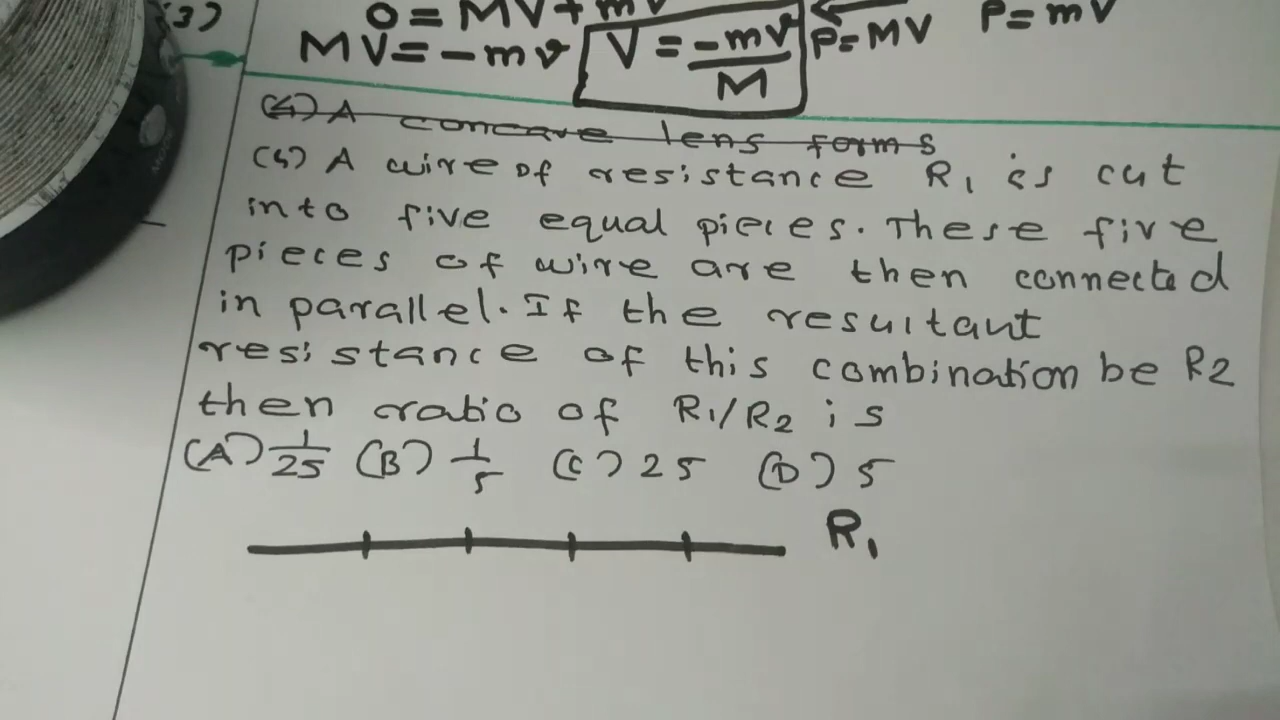 (3) O = MV + mv
MV = - mv V = -mv/M P = MV P = mv
(4) A concave lens forms
(4) A wire of resistance R1 is cut
into five equal pieces. These five
pieces of wire are then connected
in parallel. If the resultant
resistance of this combination be R2
then ratio of R1/R2 is
(A) 1/25 (B) 1/5 (C) 25 (D) 5
R1